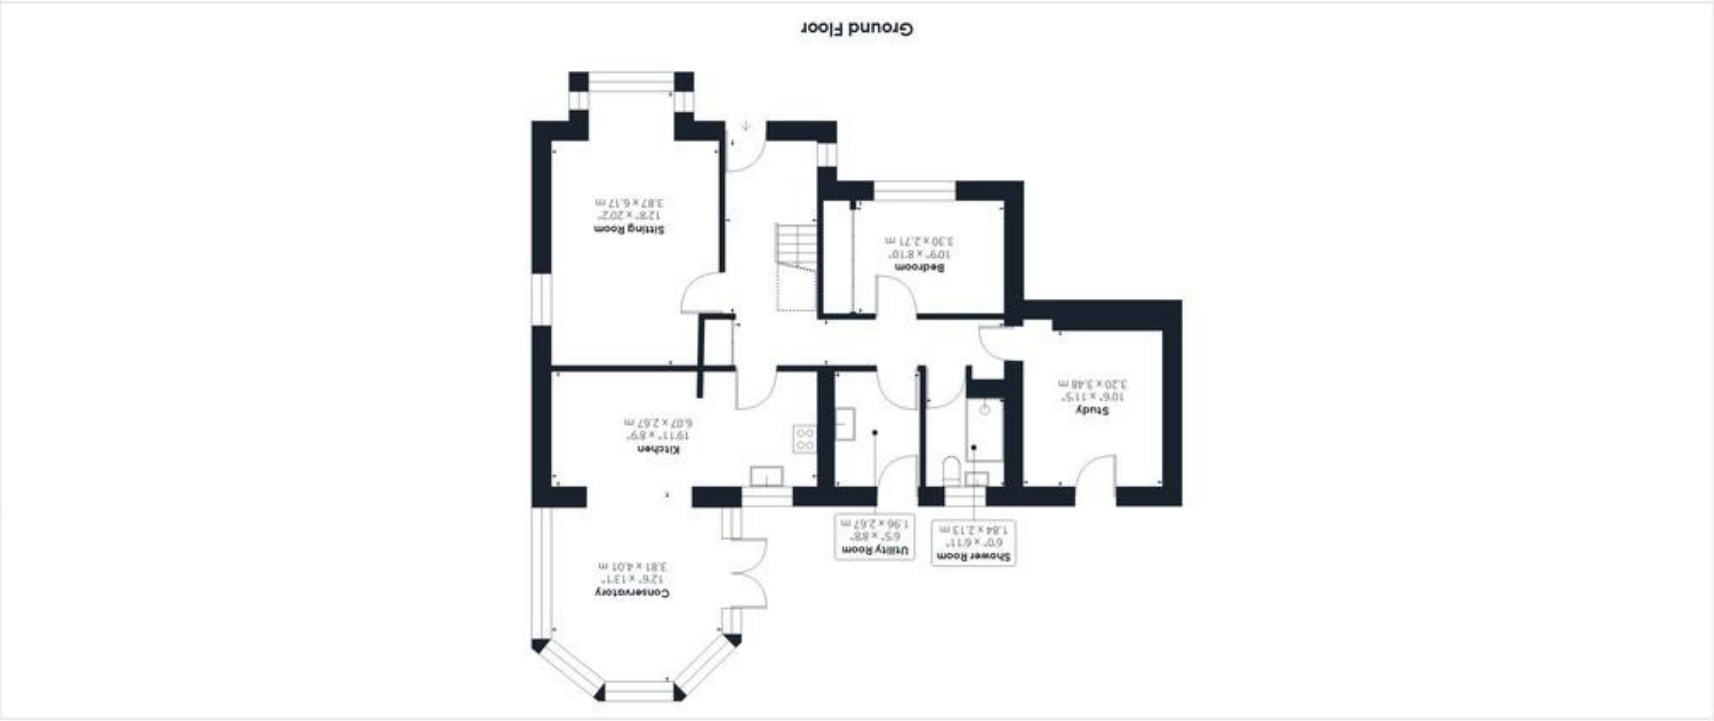 Ground Floor
Sitting Room
12'8" x 20'2"
3.87 x 6.17 m
Bedroom
10'9" x 8'10"
3.30 x 2.71 m
Study
10'6" x 11'5"
3.20 x 3.48 m
Kitchen
19'11" x 8'9"
6.07 x 2.67 m
Utility Room
6'5" x 8'8"
1.96 x 2.67 m
Shower Room
6'0" x 6'11"
1.84 x 2.13 m
Conservatory
12'6" x 13'1"
3.81 x 4.01 m